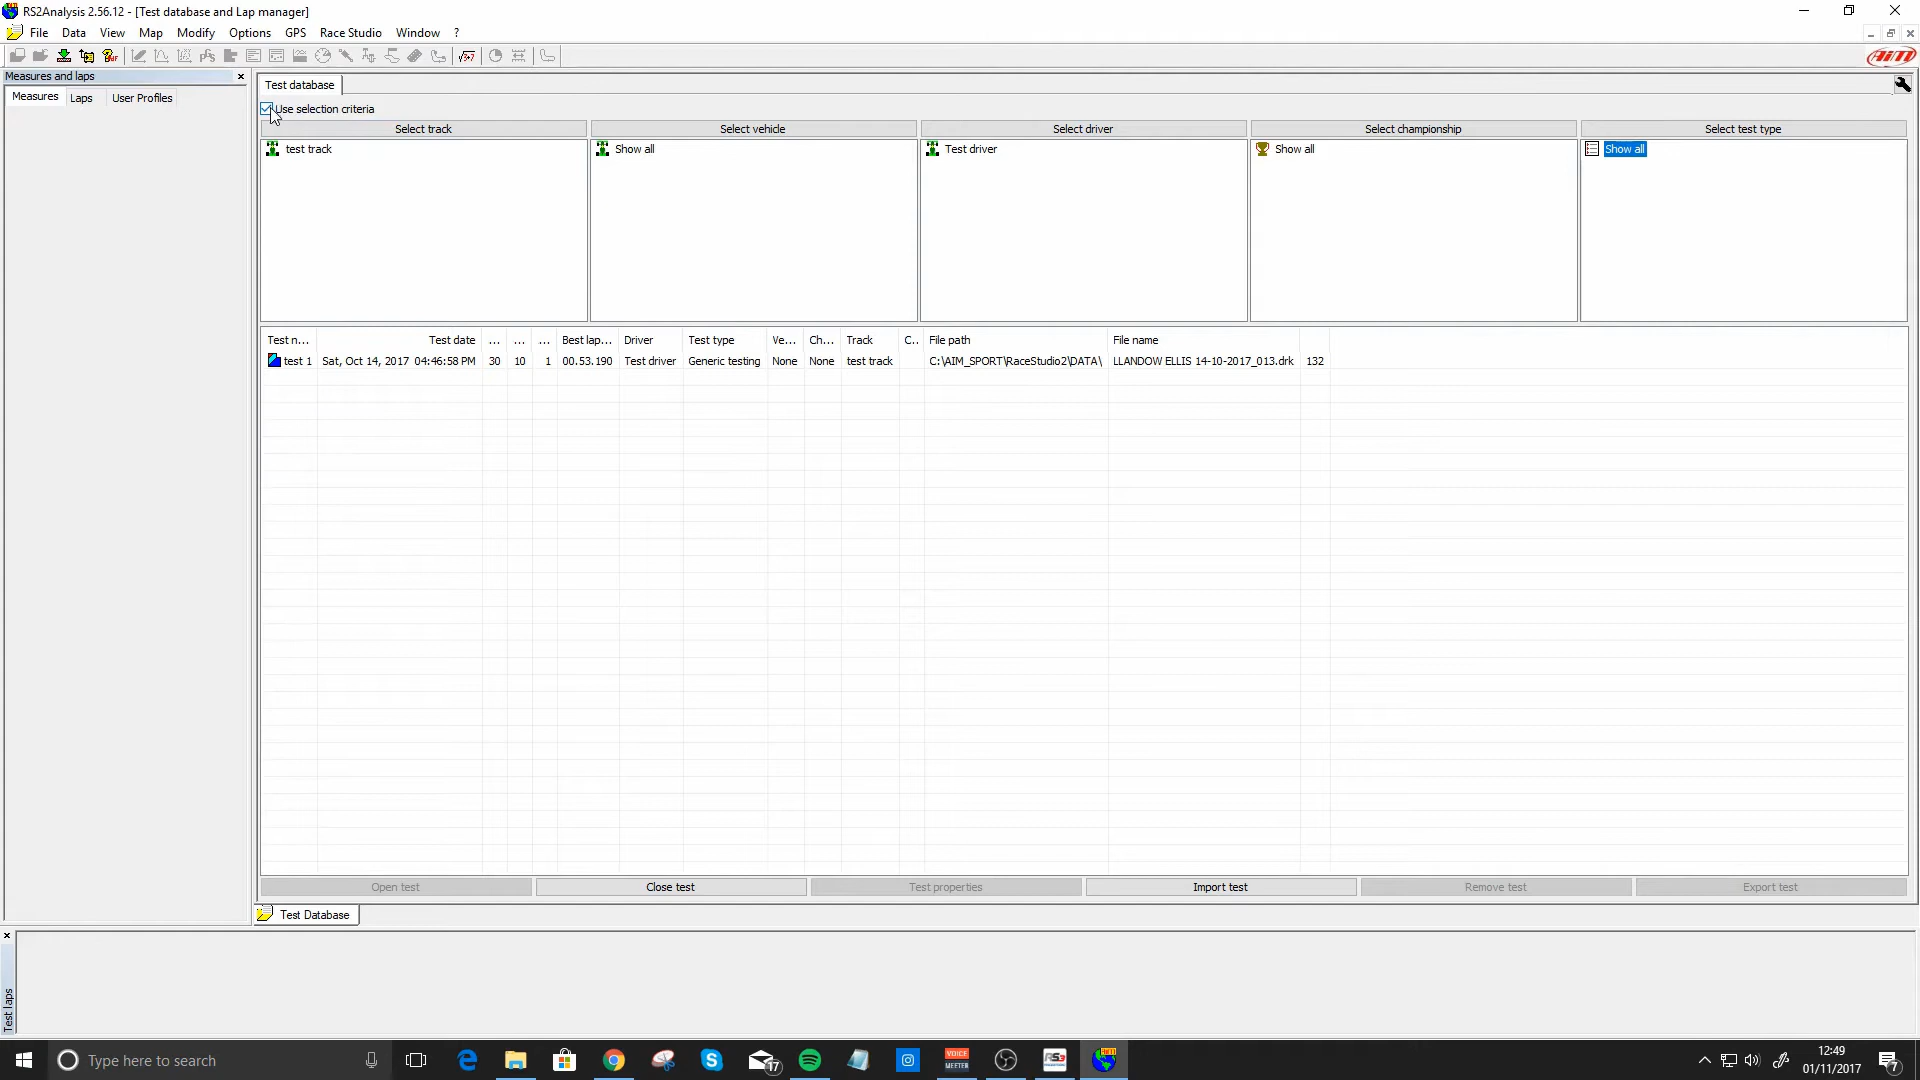 RS2Analysis 2.56.12 - [Test database and Lap manager]
File Data View Map Modify Options GPS Race Studio Window ?
AiM
Measures and laps
Measures Laps User Profiles
Test database
Use selection criteria
Select track Select vehicle Select driver Select championship Select test type
test track Show all Test driver Show all Show all
Test n... Test date ... ... ... Best lap... Driver Test type Ve... Ch... Track C.. File path File name
test 1 Sat, Oct 14, 2017 04:46:58 PM 30 10 1 00.53.190 Test driver Generic testing None None test track C:\AIM_SPORT\RaceStudio2\DATA\ LLANDOW ELLIS 14-10-2017_013.drk 132
Open test Close test Test properties Import test Remove test Export test
Test Database
Test laps
Type here to search
17
VOICE
MEETER
RS3
12:49
01/11/2017
7